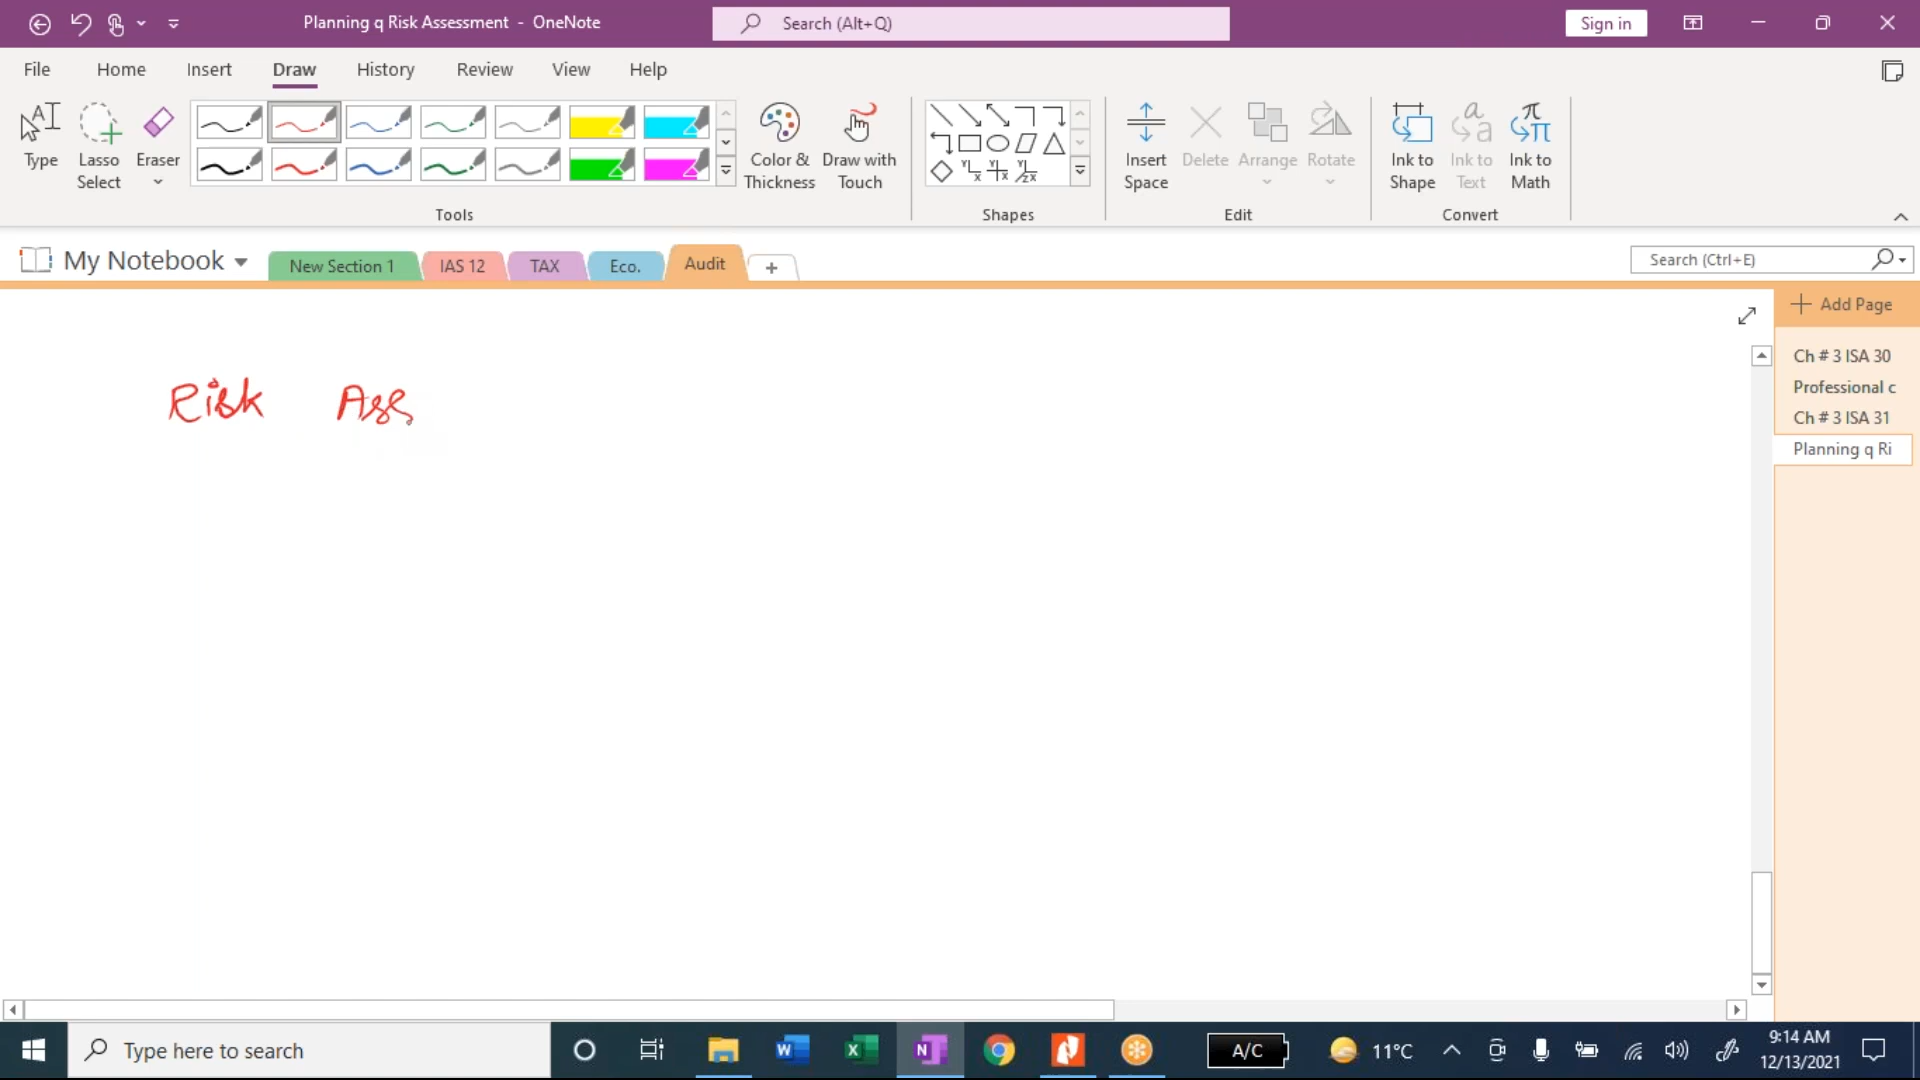 Planning q Risk Assessment - OneNote
Search (Alt+Q)
Sign in
File Home Insert Draw History Review View Help
Type
Lasso Select
Eraser
Color & Thickness
Draw with Touch
Insert Space
Delete
Arrange
Rotate
Ink to Shape
Ink to Text
Ink to Math
Tools Shapes Edit Convert
My Notebook
New Section 1 IAS 12 TAX Eco. Audit
Search (Ctrl+E)
Add Page
Ch # 3 ISA 30
Professional c
Ch # 3 ISA 31
Planning q Ri
Risk Ass
Type here to search
A/C
11°C
9:14 AM
12/13/2021